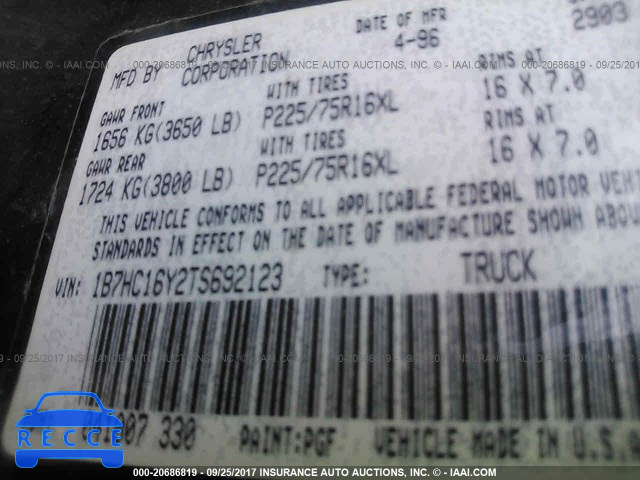 DATE OF MFR
2903
CHRYSLER
4-96
MFD BY CORPORATION
RIMS AT
WITH TIRES
16 X 7.0
GAWR FRONT
1656 KG(3650 LB) P225/75R16XL
RIMS AT
WITH TIRES
16 X 7.0
GAWR REAR
1724 KG(3800 LB) P225/75R16XL
THIS VEHICLE CONFORMS TO ALL APPLICABLE FEDERAL MOTOR
STANDARDS IN EFFECT ON THE DATE OF MANUFACTURE SHOWN
VIN: 1B7HC16Y2TS692123 TYPE: TRUCK
330 PAINT:PGF VEHICLE MADE IN U.S.
000-20686819 - 09/25/2017 INSURANCE AUTO AUCTIONS, INC. - IAAI.COM